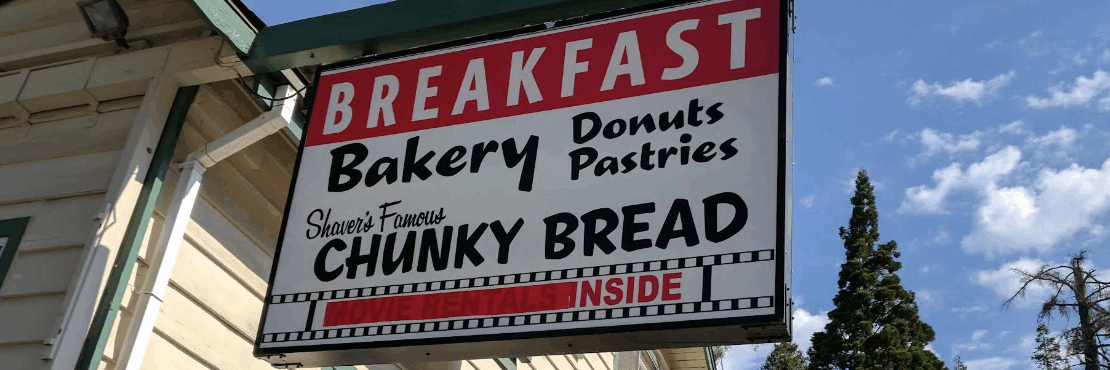 BREAKFAST
Bakery Donuts
Pastries
Shaver's Famous
CHUNKY BREAD
MOVIE RENTALS INSIDE